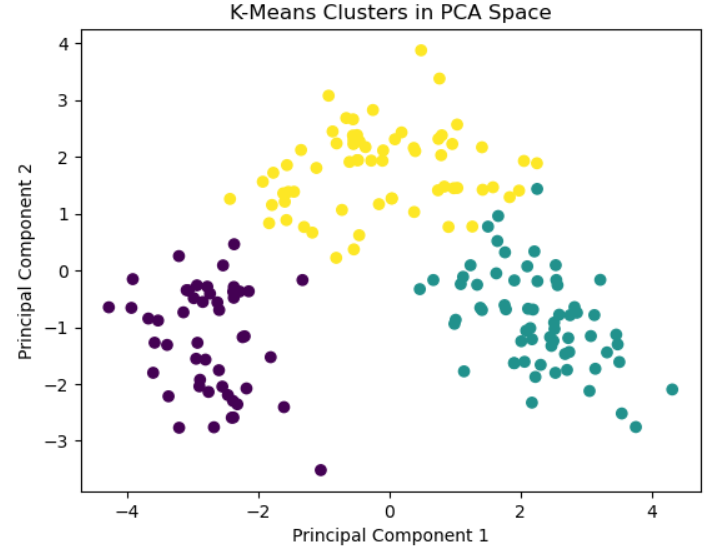 K-Means Clusters in PCA Space
4
3
2
1
0
−1
−2
−3
Principal Component 2
−4 −2 0 2 4
Principal Component 1